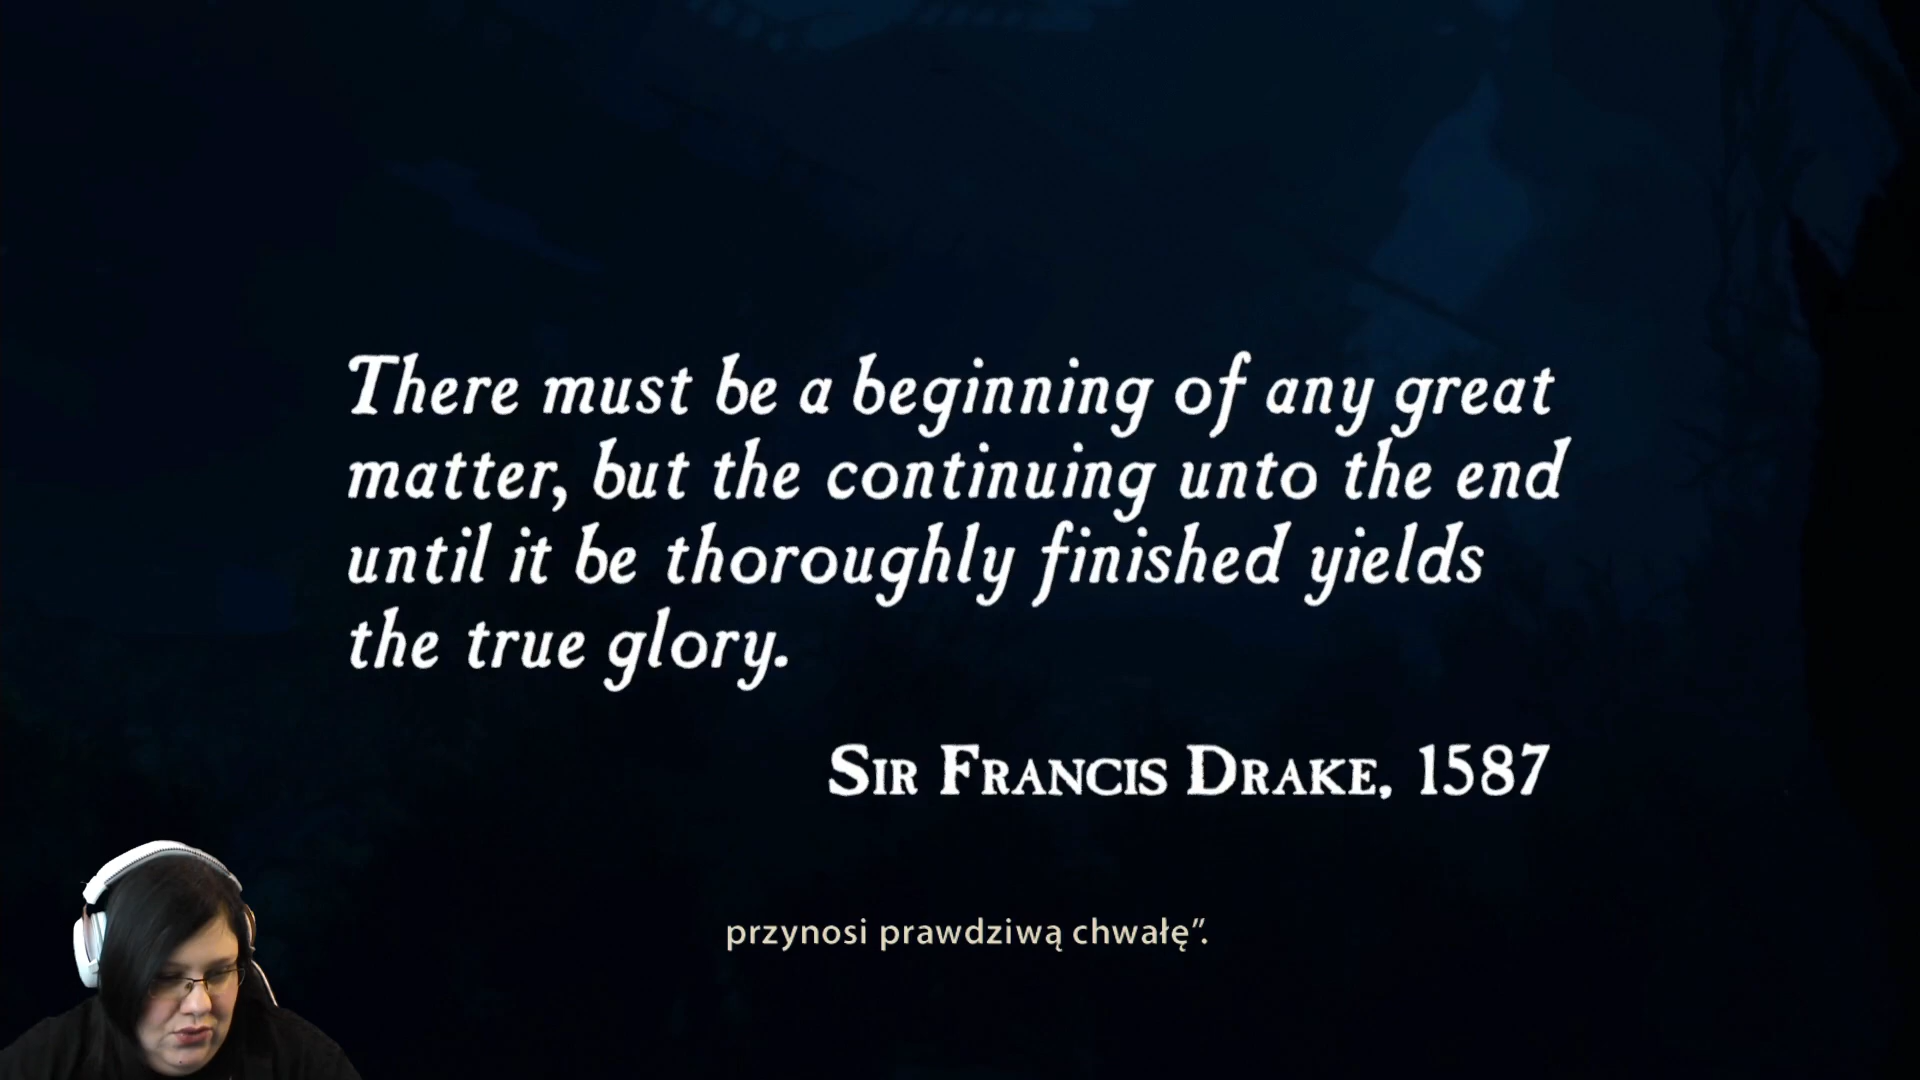 There must be a beginning of any great
matter, but the continuing unto the end
until it be thoroughly finished yields
the true glory.
Sir Francis Drake, 1587
przynosi prawdziwą chwałę”.